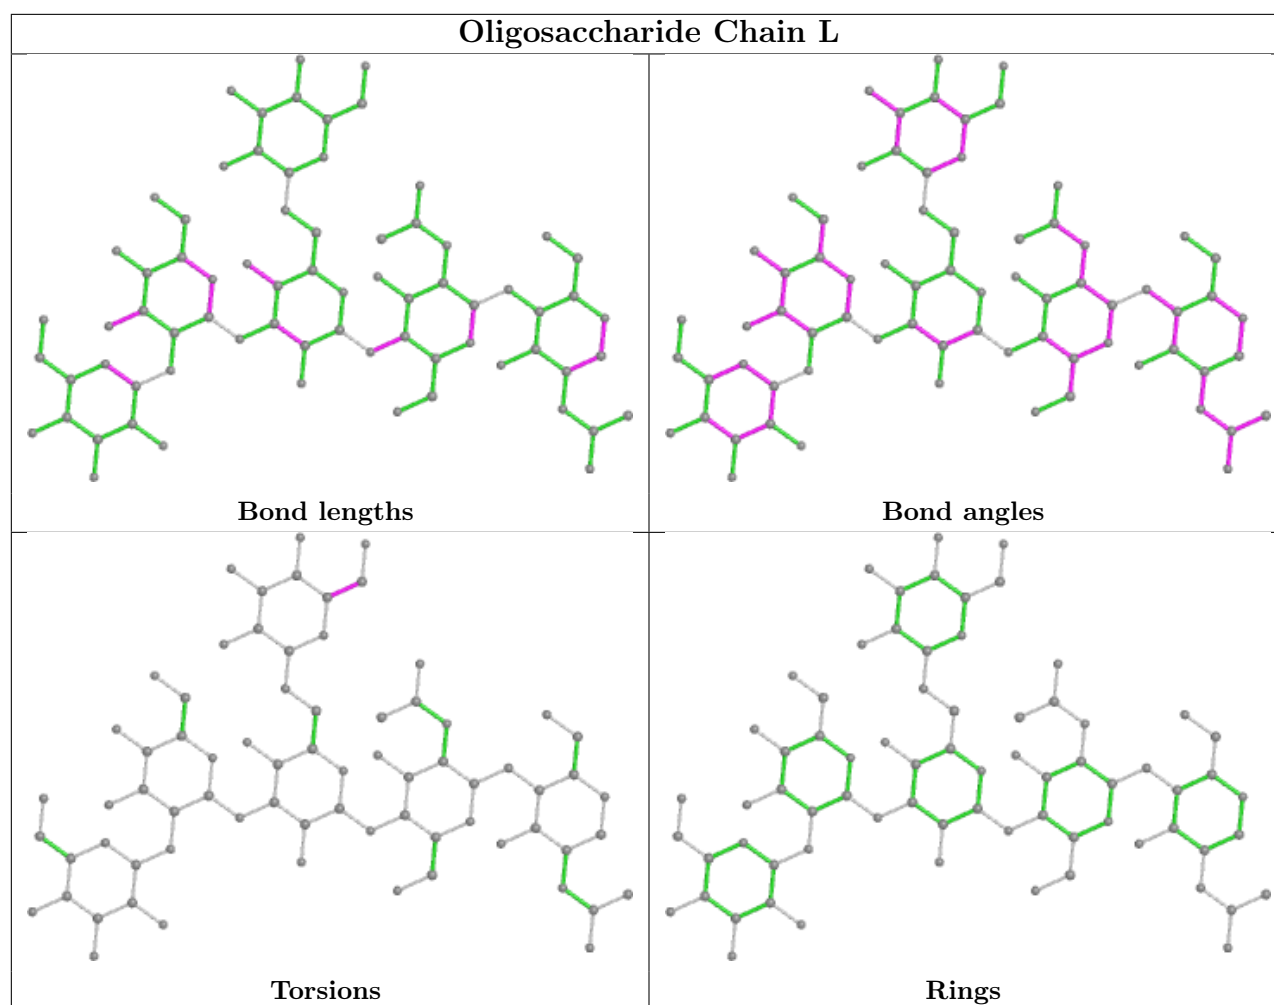 Oligosaccharide Chain L
Bond lengths
Bond angles
Torsions
Rings